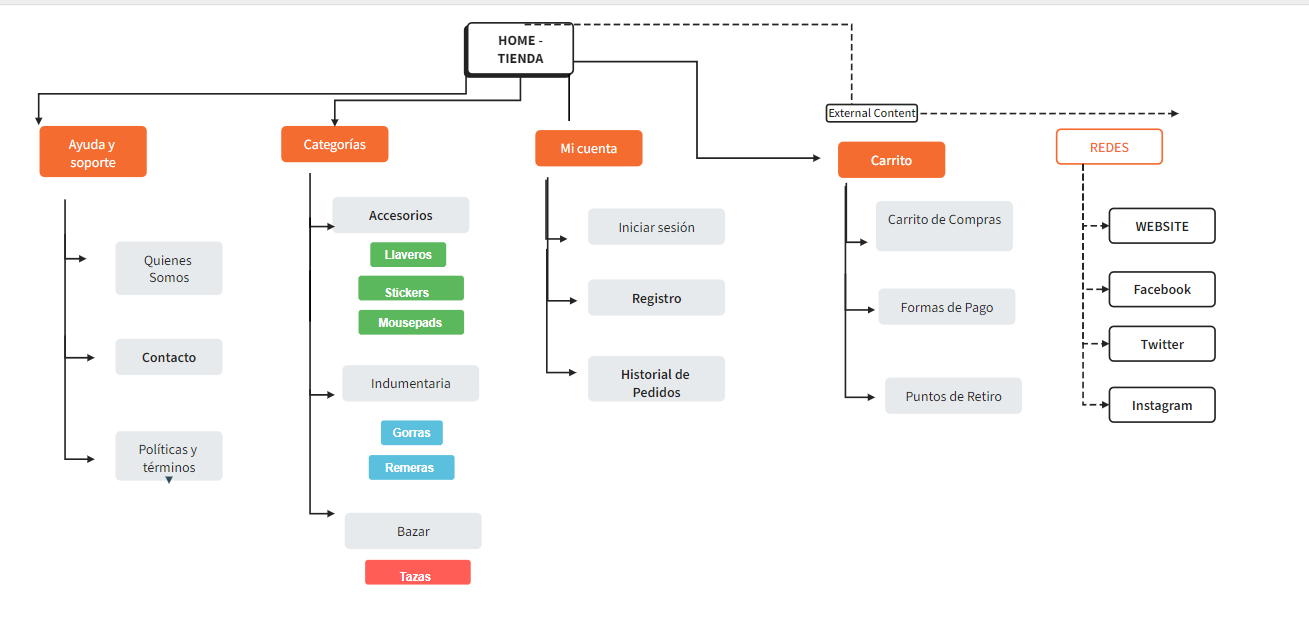 HOME -
TIENDA
External Content
Ayuda y
soporte
Quienes
Somos
Contacto
Políticas y
términos
Categorías
Accesorios
Llaveros
Stickers
Mousepads
Indumentaria
Gorras
Remeras
Bazar
Tazas
Mi cuenta
Iniciar sesión
Registro
Historial de
Pedidos
Carrito
Carrito de Compras
Formas de Pago
Puntos de Retiro
REDES
WEBSITE
Facebook
Twitter
Instagram